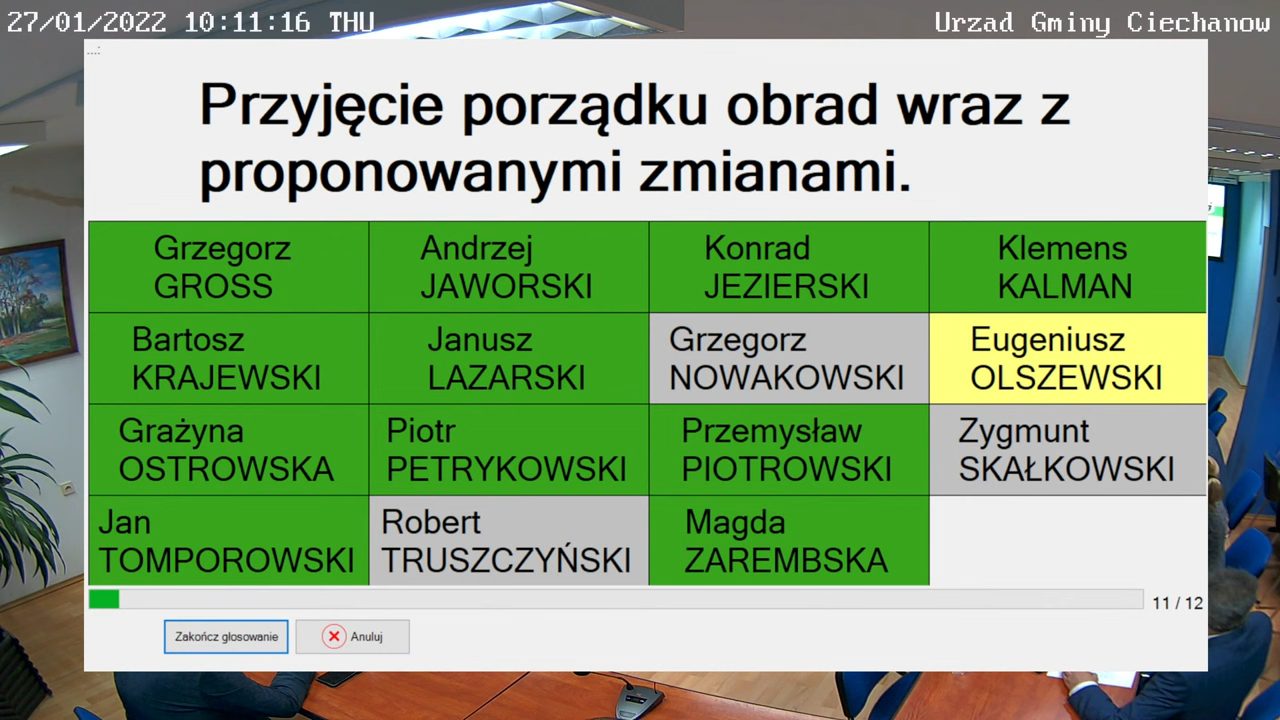 27/01/2022 10:11:16 THU
Urzad Gminy Ciechanow
Przyjęcie porządku obrad wraz z
proponowanymi zmianami.
Grzegorz
GROSS
Andrzej
JAWORSKI
Konrad
JEZIERSKI
Klemens
KALMAN
Bartosz
KRAJEWSKI
Janusz
LAZARSKI
Grzegorz
NOWAKOWSKI
Eugeniusz
OLSZEWSKI
Grażyna
OSTROWSKA
Piotr
PETRYKOWSKI
Przemysław
PIOTROWSKI
Zygmunt
SKAŁKOWSKI
Jan
TOMPOROWSKI
Robert
TRUSZCZYŃSKI
Magda
ZAREMBSKA
11 / 12
Zakończ głosowanie
Anuluj